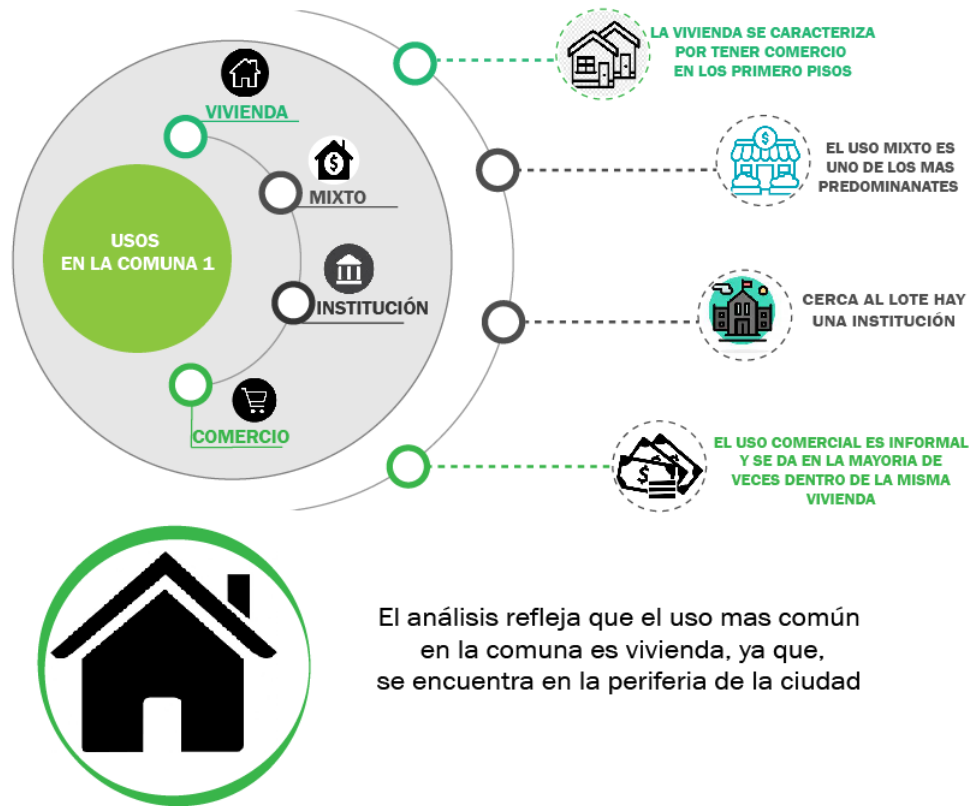 LA VIVIENDA SE CARACTERIZA
POR TENER COMERCIO
EN LOS PRIMERO PISOS
VIVIENDA
EL USO MIXTO ES
UNO DE LOS MAS
PREDOMINANATES
$
$
MIXTO
USOS
EN LA COMUNA 1
INSTITUCIÓN
CERCA AL LOTE HAY
UNA INSTITUCIÓN
COMERCIO
EL USO COMERCIAL ES INFORMAL
Y SE DA EN LA MAYORIA DE
VECES DENTRO DE LA MISMA
VIVIENDA
$
$
El análisis refleja que el uso mas común
en la comuna es vivienda, ya que,
se encuentra en la periferia de la ciudad